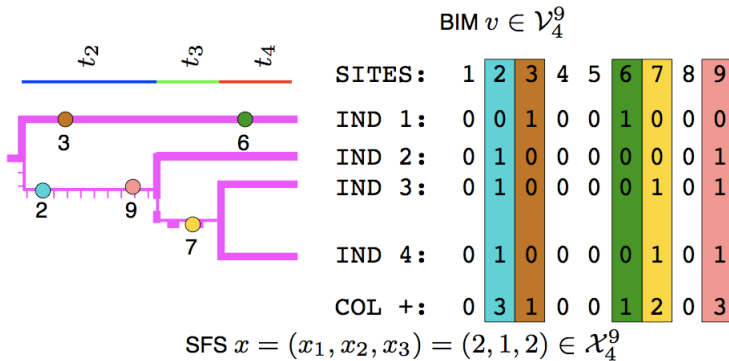 BIM v ∈ 𝒱₄⁹
t₂ t₃ t₄
SITES: 1 2 3 4 5 6 7 8 9
IND 1: 0 0 1 0 0 1 0 0 0
IND 2: 0 1 0 0 0 0 0 0 1
IND 3: 0 1 0 0 0 0 1 0 1
IND 4: 0 1 0 0 0 0 1 0 1
COL +: 0 3 1 0 0 1 2 0 3
3 6
2 9
7
SFS x = (x₁, x₂, x₃) = (2, 1, 2) ∈ 𝒳₄⁹